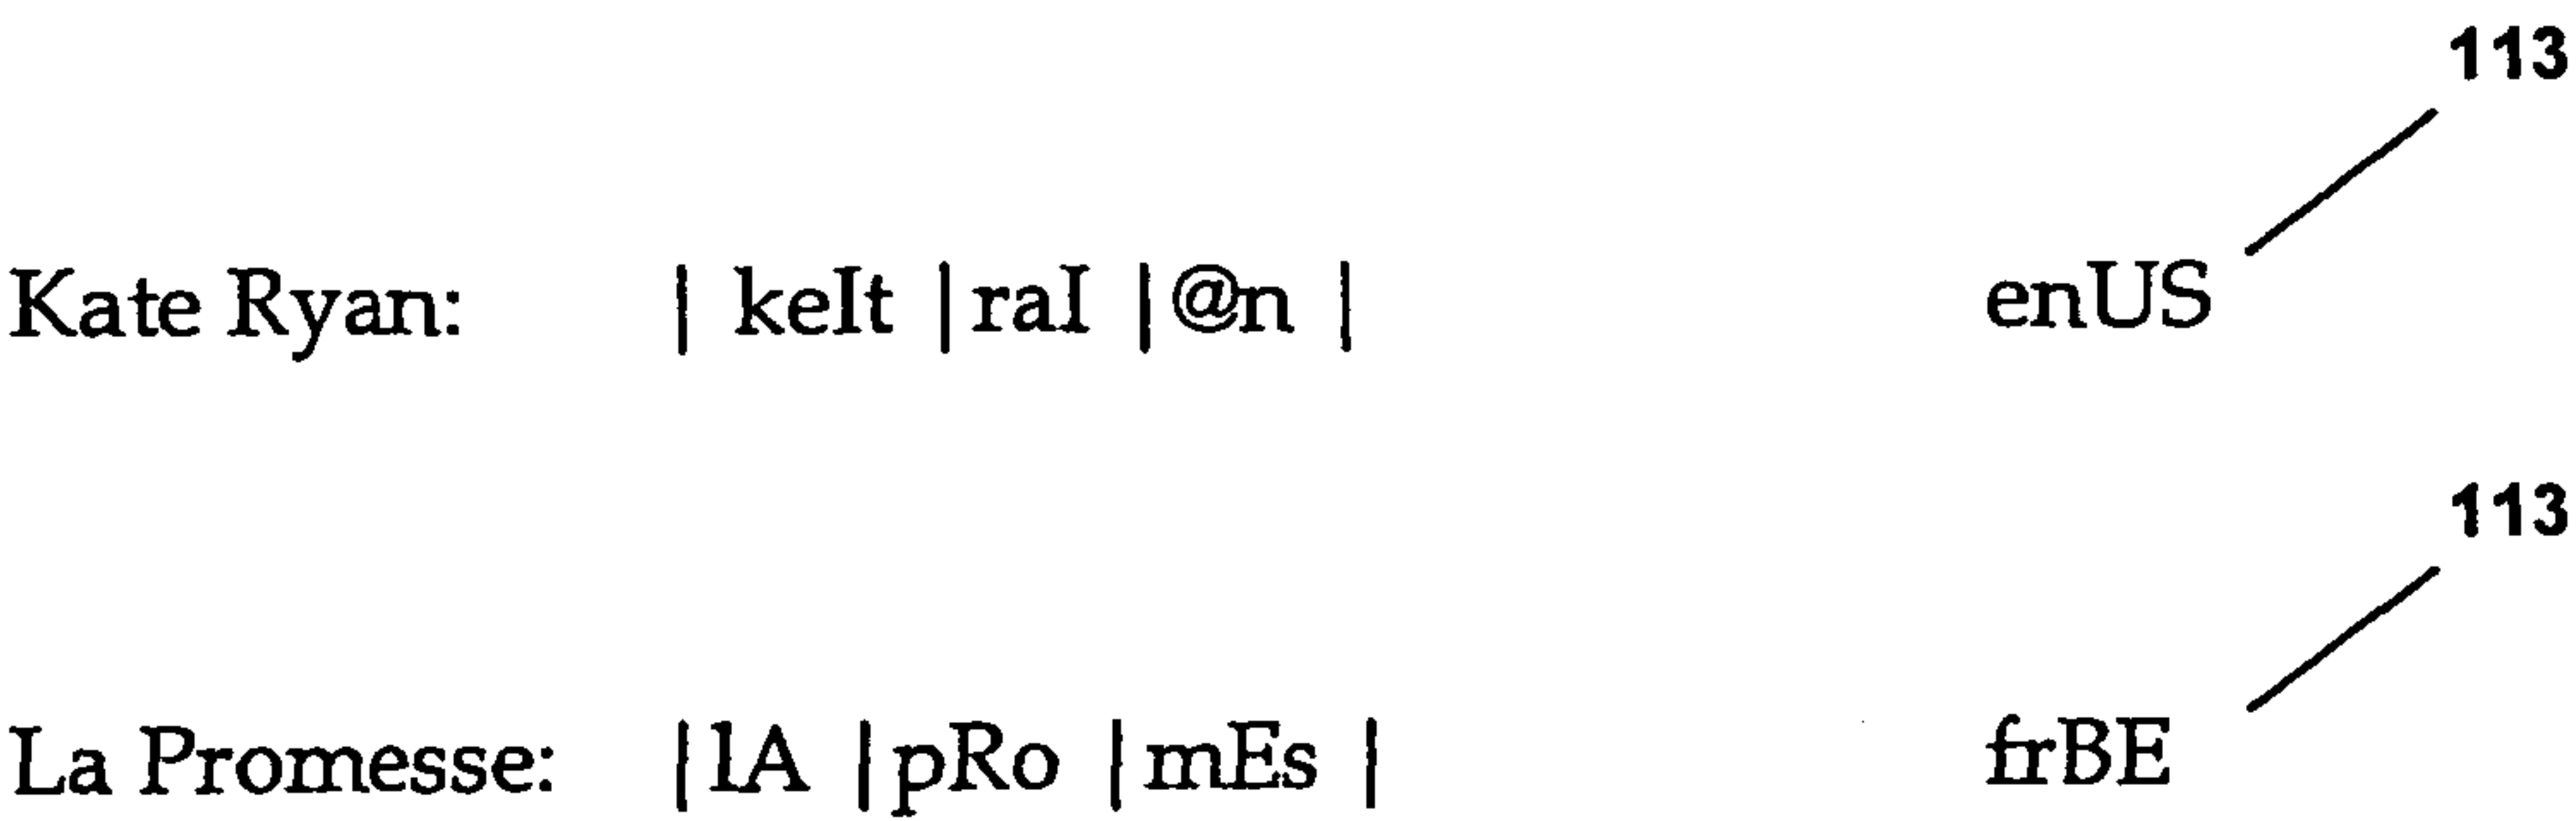 113
Kate Ryan: | keIt | raI | @n | enUS
113
La Promesse: | lA | pRo | mEs | frBE